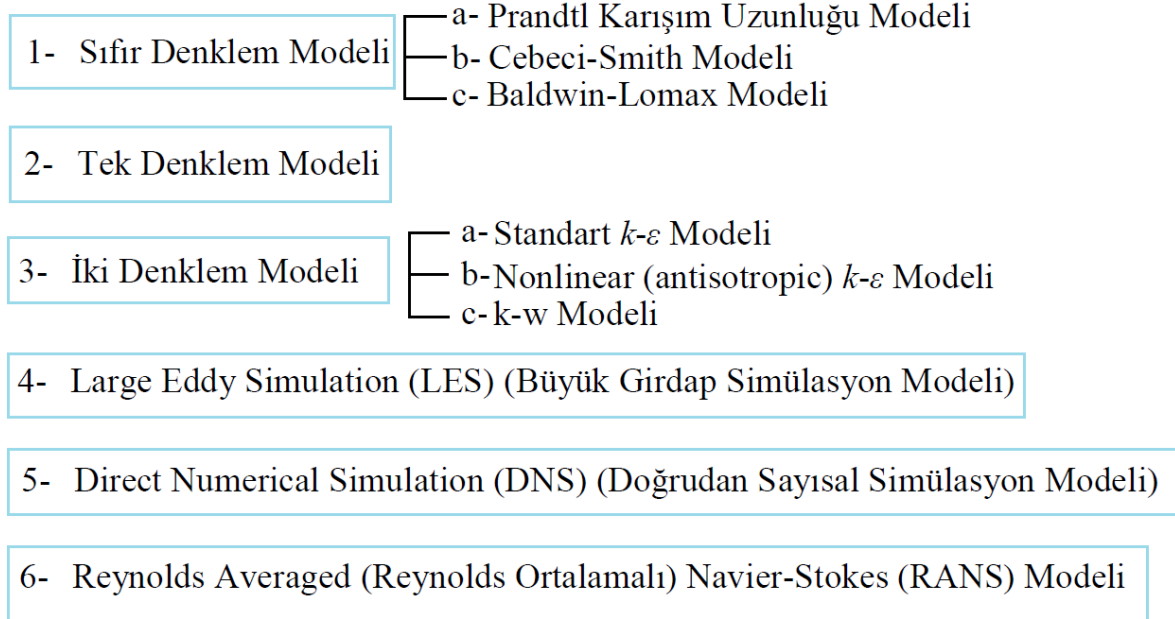 a- Prandtl Karışım Uzunluğu Modeli
1- Sıfır Denklem Modeli
b- Cebeci-Smith Modeli
c- Baldwin-Lomax Modeli
2- Tek Denklem Modeli
a- Standart k-ε Modeli
3- İki Denklem Modeli
b-Nonlinear (antisotropic) k-ε Modeli
c- k-w Modeli
4- Large Eddy Simulation (LES) (Büyük Girdap Simülasyon Modeli)
5- Direct Numerical Simulation (DNS) (Doğrudan Sayısal Simülasyon Modeli)
6- Reynolds Averaged (Reynolds Ortalamalı) Navier-Stokes (RANS) Modeli